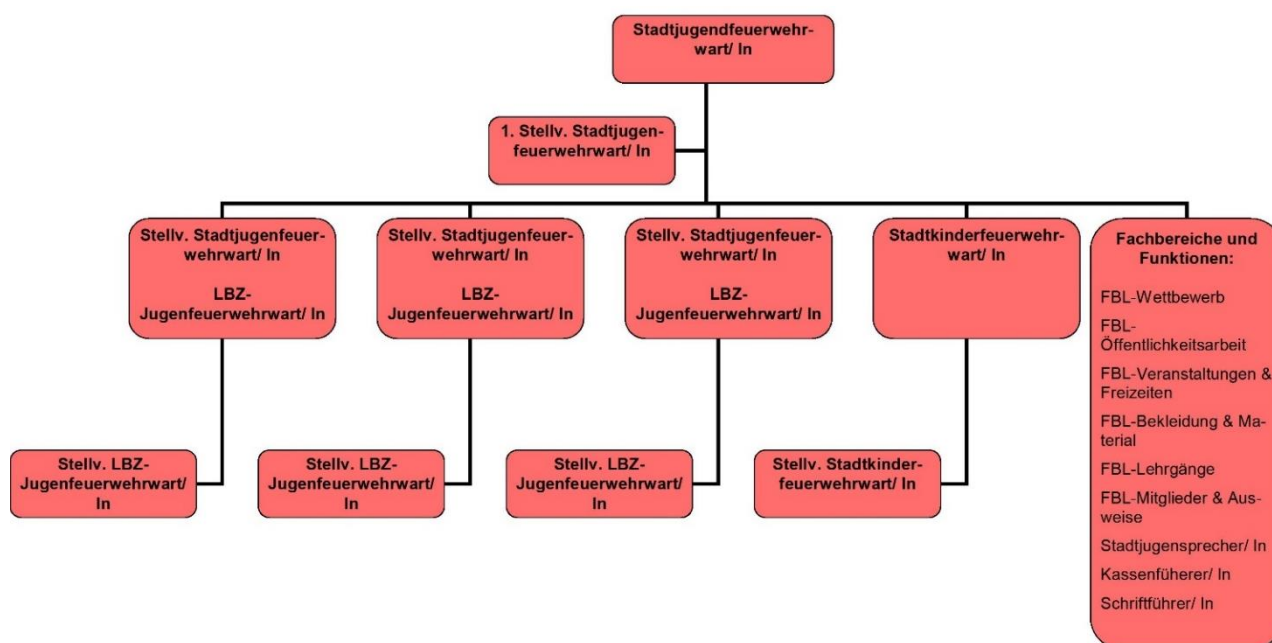 Stadtjugendfeuerwehr-
wart/ In
1. Stellv. Stadtjugen-
feuerwehrwart/ In
Stellv. Stadtjugenfeuer-
wehrwart/ In
LBZ-
Jugenfeuerwehrwart/ In
Stellv. Stadtjugenfeuer-
wehrwart/ In
LBZ-
Jugenfeuerwehrwart/ In
Stellv. Stadtjugenfeuer-
wehrwart/ In
LBZ-
Jugenfeuerwehrwart/ In
Stadtkinderfeuerwehr-
wart/ In
Fachbereiche und
Funktionen:
FBL-Wettbewerb
FBL-
Öffentlichkeitsarbeit
FBL-Veranstaltungen &
Freizeiten
FBL-Bekleidung & Ma-
terial
FBL-Lehrgänge
FBL-Mitglieder & Aus-
weise
Stadtjugensprecher/ In
Kassenfüherer/ In
Schriftführer/ In
Stellv. LBZ-
Jugenfeuerwehrwart/
In
Stellv. LBZ-
Jugenfeuerwehrwart/
In
Stellv. LBZ-
Jugenfeuerwehrwart/
In
Stellv. Stadtkinder-
feuerwehrwart/ In